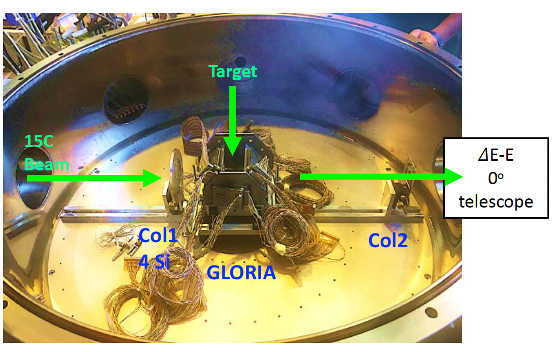 Target
15C
Beam
ΔE-E
0°
telescope
Col1
4 Si
GLORIA
Col2